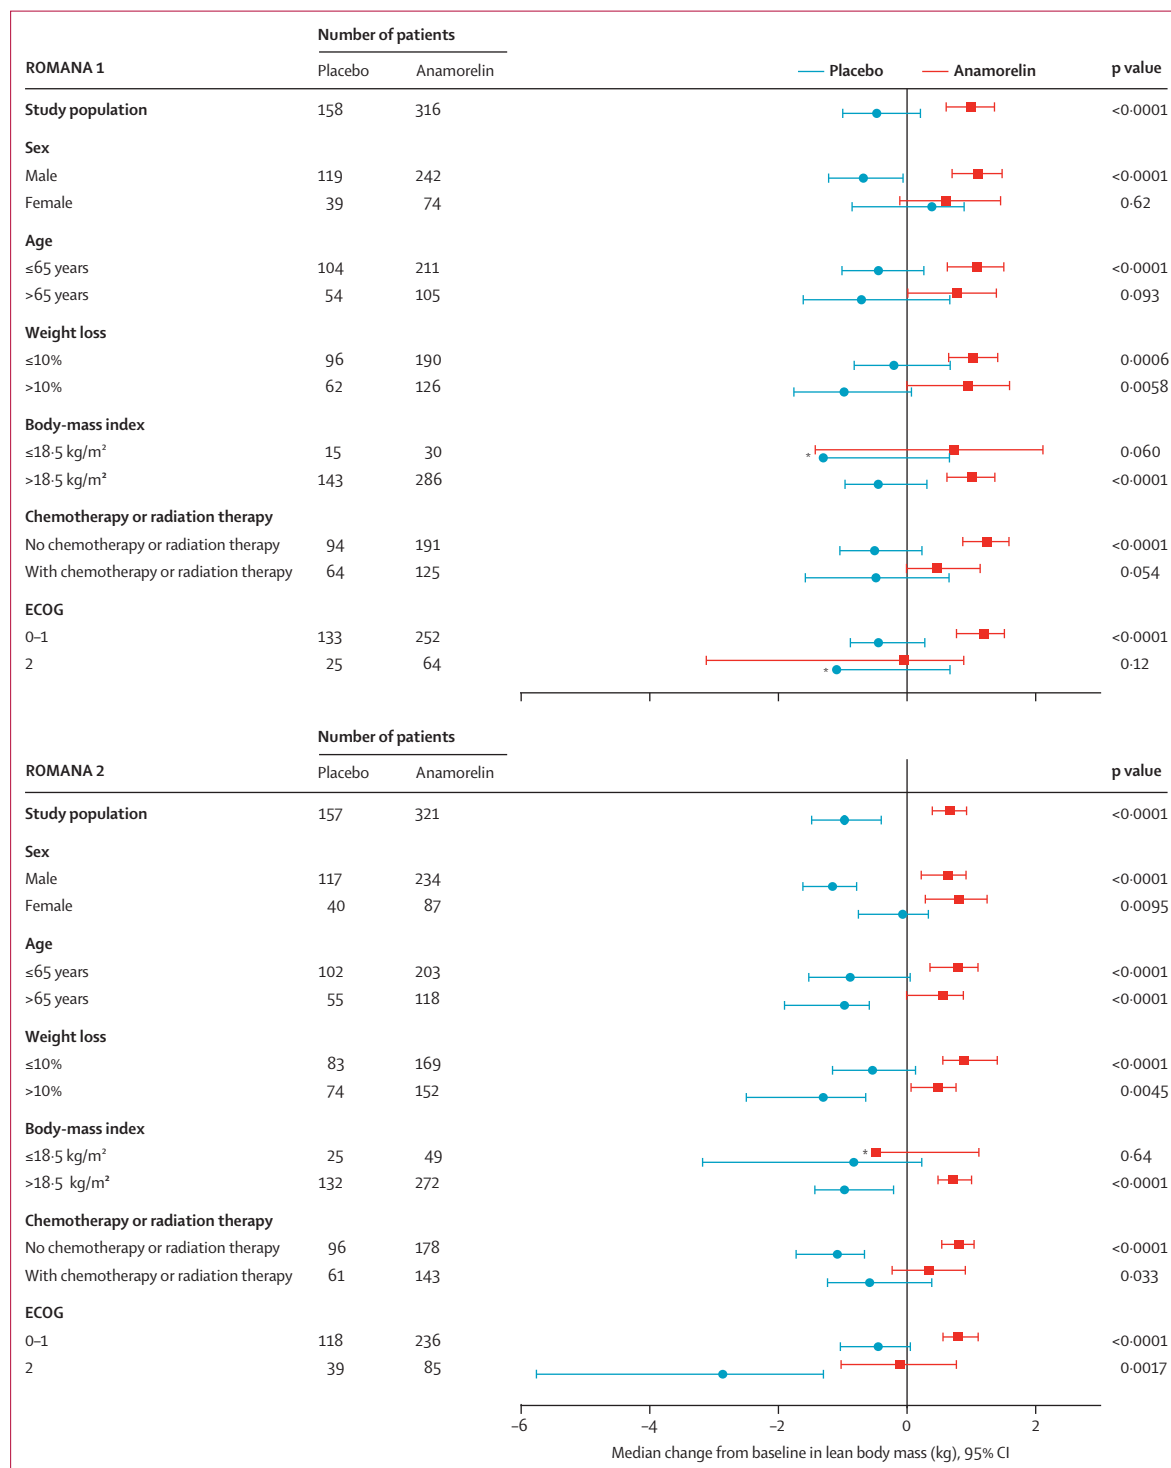 Number of patients
ROMANA 1 Placebo Anamorelin Placebo Anamorelin p value
Study population 158 316 <0·0001
Sex
Male 119 242 <0·0001
Female 39 74 0·62
Age
≤65 years 104 211 <0·0001
>65 years 54 105 0·093
Weight loss
≤10% 96 190 0·0006
>10% 62 126 0·0058
Body-mass index
≤18·5 kg/m² 15 30 * 0·060
>18·5 kg/m² 143 286 <0·0001
Chemotherapy or radiation therapy
No chemotherapy or radiation therapy 94 191 <0·0001
With chemotherapy or radiation therapy 64 125 0·054
ECOG
0–1 133 252 <0·0001
2 25 64 * 0·12
Number of patients
ROMANA 2 Placebo Anamorelin p value
Study population 157 321 <0·0001
Sex
Male 117 234 <0·0001
Female 40 87 0·0095
Age
≤65 years 102 203 <0·0001
>65 years 55 118 <0·0001
Weight loss
≤10% 83 169 <0·0001
>10% 74 152 0·0045
Body-mass index
≤18·5 kg/m² 25 49 * 0·64
>18·5 kg/m² 132 272 <0·0001
Chemotherapy or radiation therapy
No chemotherapy or radiation therapy 96 178 <0·0001
With chemotherapy or radiation therapy 61 143 0·033
ECOG
0–1 118 236 <0·0001
2 39 85 0·0017
–6 –4 –2 0 2
Median change from baseline in lean body mass (kg), 95% CI